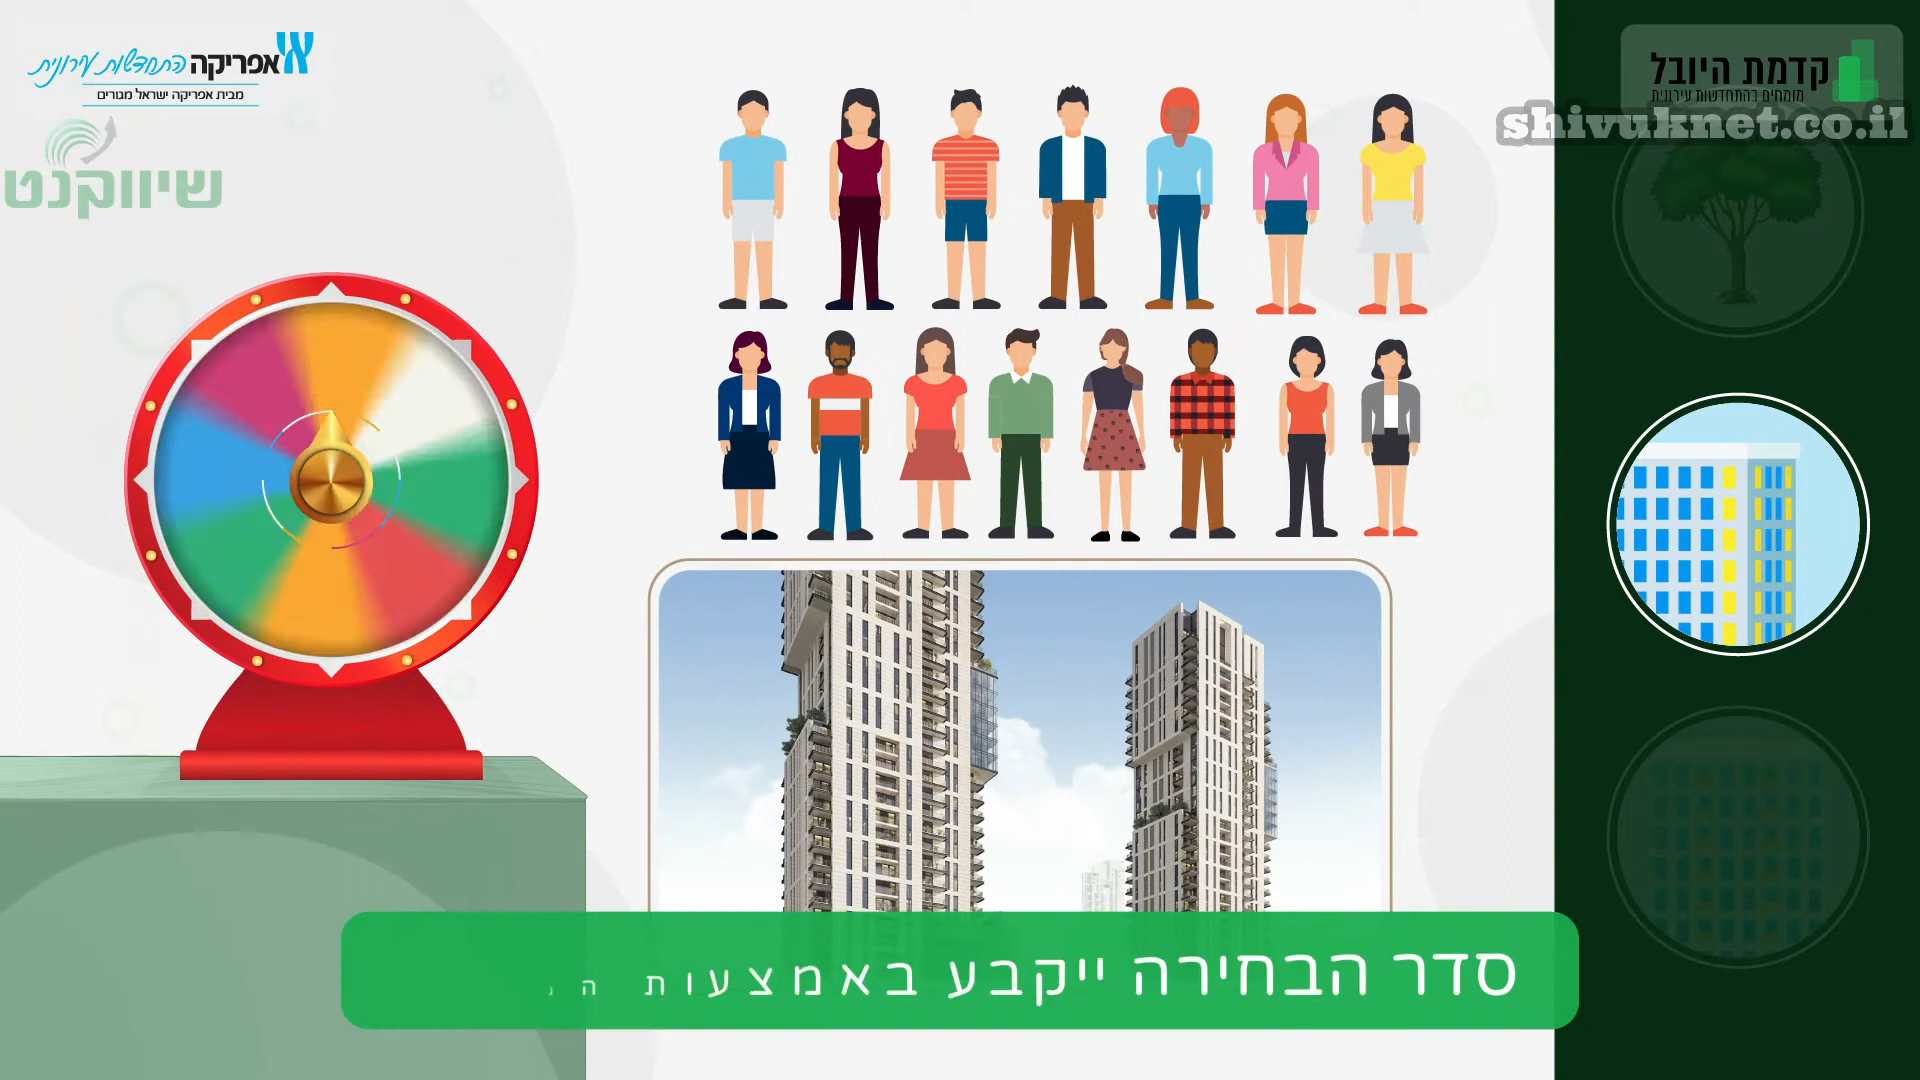 אפריקה התחדשות עירונית
מבית אפריקה ישראל מגורים
שיווקנט
קדמת היובל
מומחים בהתחדשות עירונית
shivuknet.co.il
סדר הבחירה ייקבע באמצעות ה